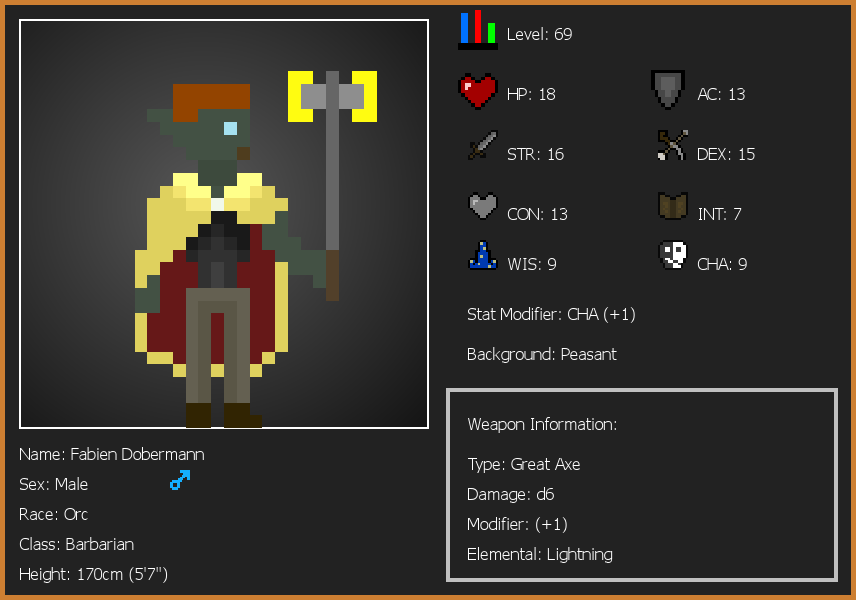 Level: 69
HP: 18
AC: 13
STR: 16
DEX: 15
CON: 13
INT: 7
WIS: 9
CHA: 9
Stat Modifier: CHA (+1)
Background: Peasant
Weapon Information:
Type: Great Axe
Damage: d6
Modifier: (+1)
Elemental: Lightning
Name: Fabien Dobermann
Sex: Male
Race: Orc
Class: Barbarian
Height: 170cm (5'7")